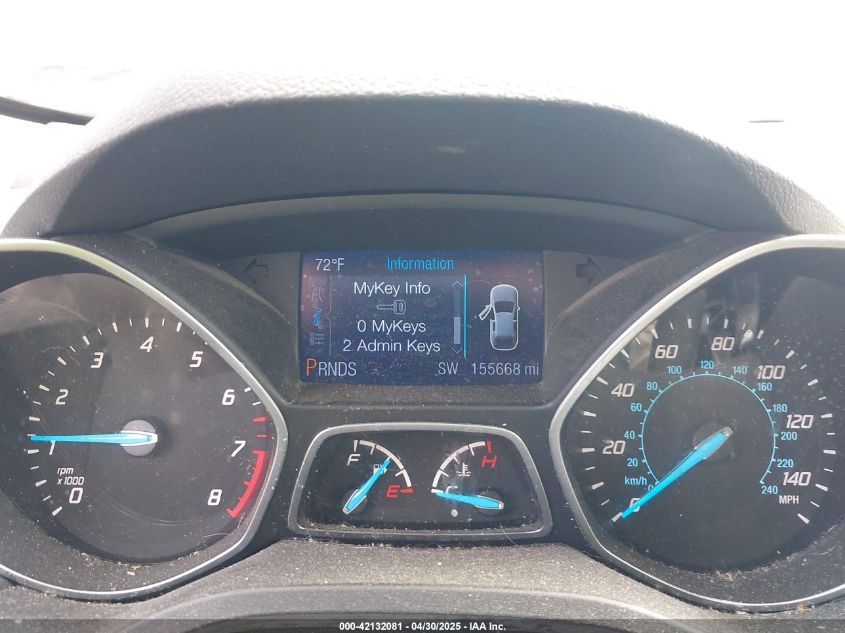 72°F Information
MyKey Info
0 MyKeys
2 Admin Keys
PRNDS SW 155668 mi
0 1 2 3 4 5 6 7 8
rpm
x1000
F E
H C
0 20 40 60 80 100 120 140
MPH
0 20 40 60 80 100 120 140 160 180 200 220 240
km/h
000-42132081 - 04/30/2025 - IAA Inc.